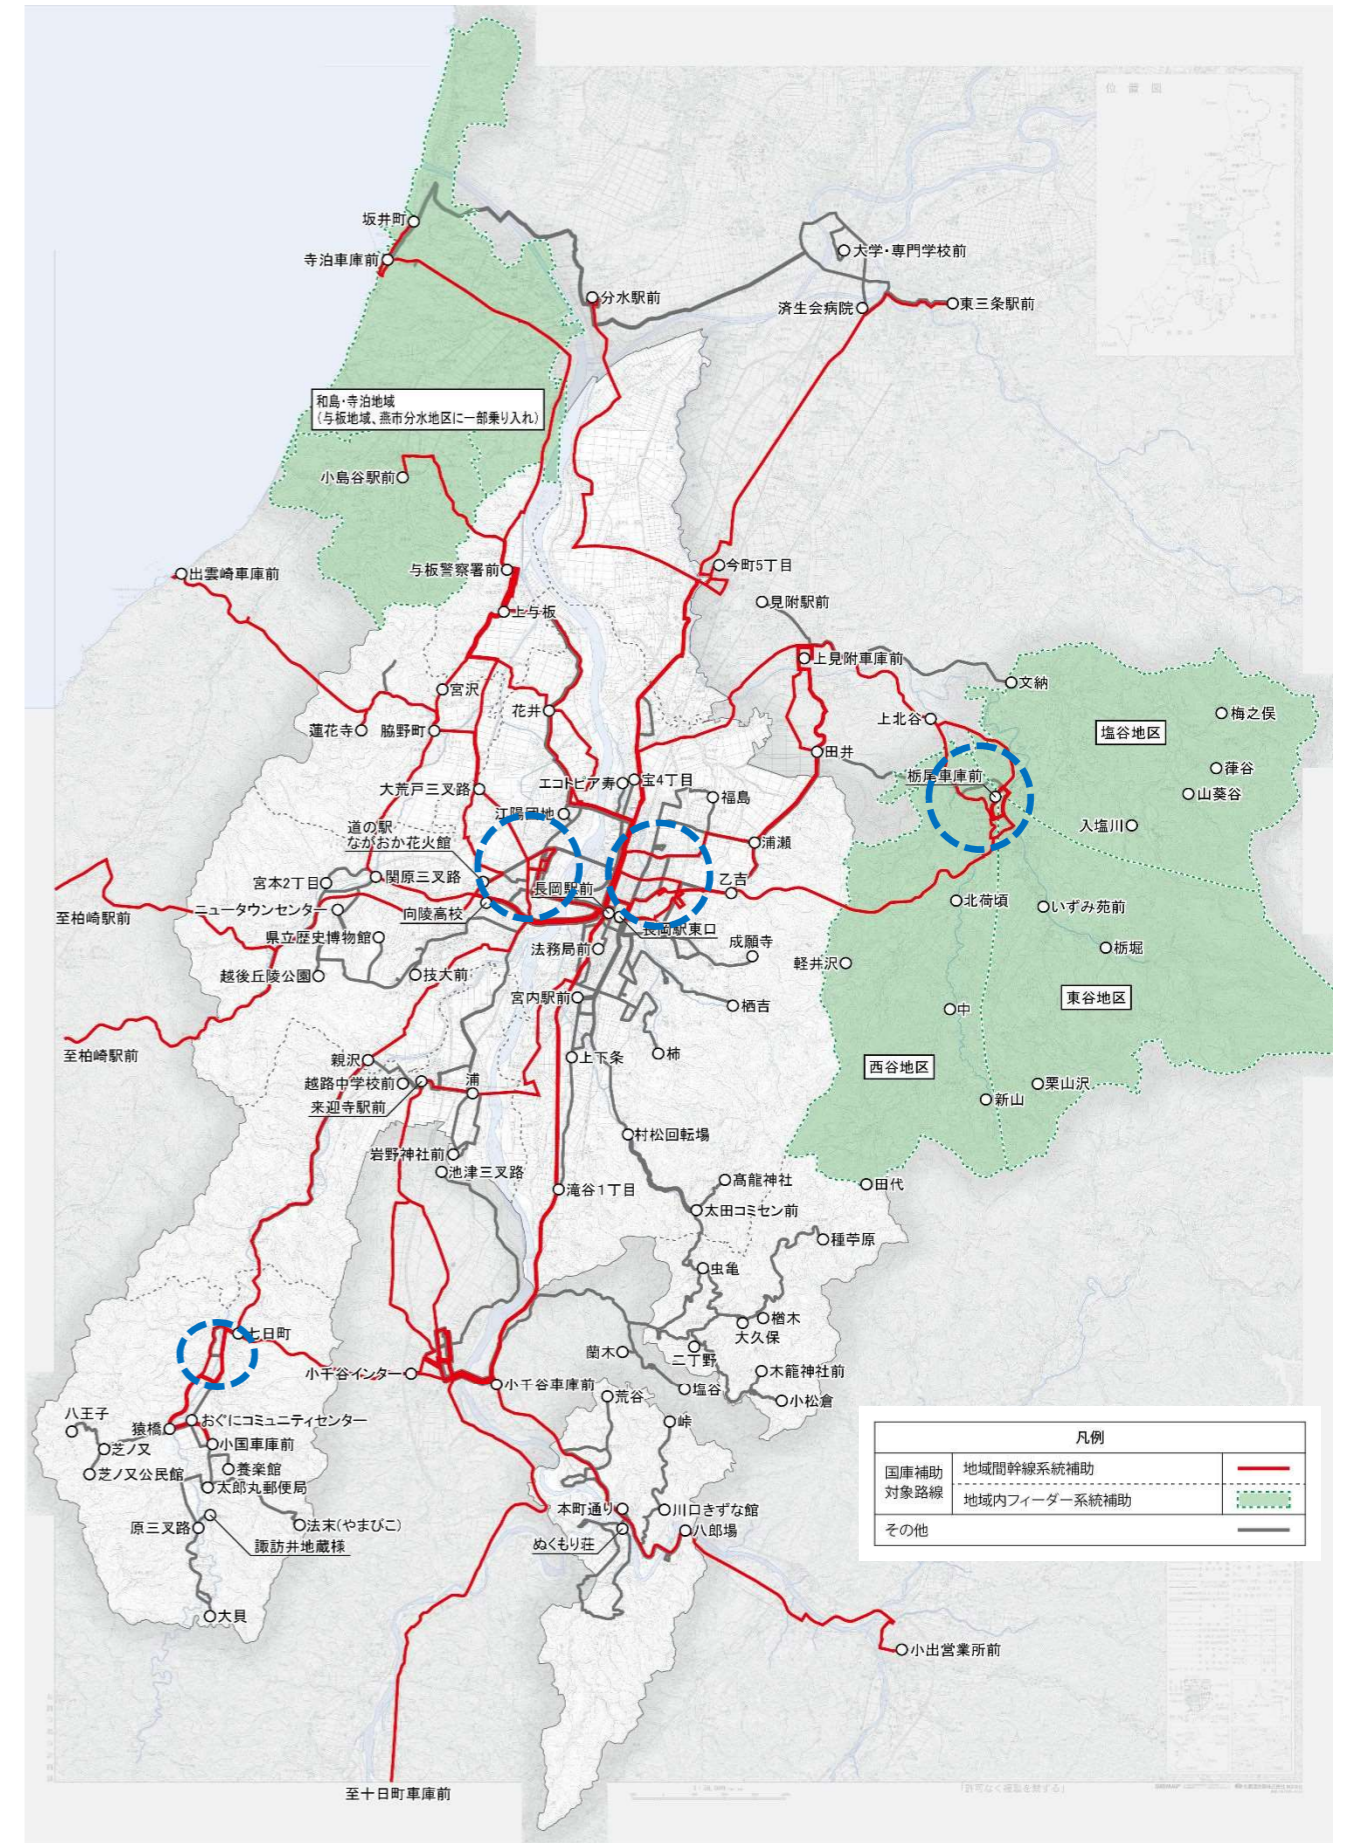 位置図
坂井町
寺泊車庫前
大学・専門学校前
分水駅前
済生会病院
東三条駅前
和島・寺泊地域
（与板地域、燕市分水地区に一部乗り入れ）
小島谷駅前
出雲崎車庫前
与板警察署前
今町5丁目
見附駅前
上与板
上見附車庫前
文納
宮沢
花井
上北谷
梅之俣
蓮花寺
脇野町
塩谷地区
田井
葎谷
栃尾車庫前
エコトピア寿
宝4丁目
大荒戸三叉路
福島
山葵谷
江陽団地
入塩川
道の駅
ながおか花火館
浦瀬
宮本2丁目
関原三叉路
長岡駅前
乙吉
北荷頃
いずみ苑前
至柏崎駅前
ニュータウンセンター
向陵高校
長岡駅東口
県立歴史博物館
法務局前
成願寺
栃堀
越後丘陵公園
技大前
軽井沢
宮内駅前
栖吉
中
東谷地区
至柏崎駅前
親沢
上下条
柿
西谷地区
越路中学校前
浦
来迎寺駅前
栗山沢
新山
村松回転場
岩野神社前
池津三叉路
滝谷1丁目
高龍神社
田代
太田コミセン前
種苧原
虫亀
七日町
楢木
大久保
蘭木
二丁野
小千谷インター
小千谷車庫前
塩谷
木籠神社前
小松倉
荒谷
八王子
猿橋
おぐにコミュニティセンター
峠
芝ノ又
小国車庫前
芝ノ又公民館
養楽館
太郎丸郵便局
本町通り
川口きずな館
原三叉路
法末(やまびこ)
八郎場
諏訪井地蔵様
ぬくもり荘
大貝
小出営業所前
至十日町車庫前
凡例
国庫補助
対象路線
地域間幹線系統補助
地域内フィーダー系統補助
その他